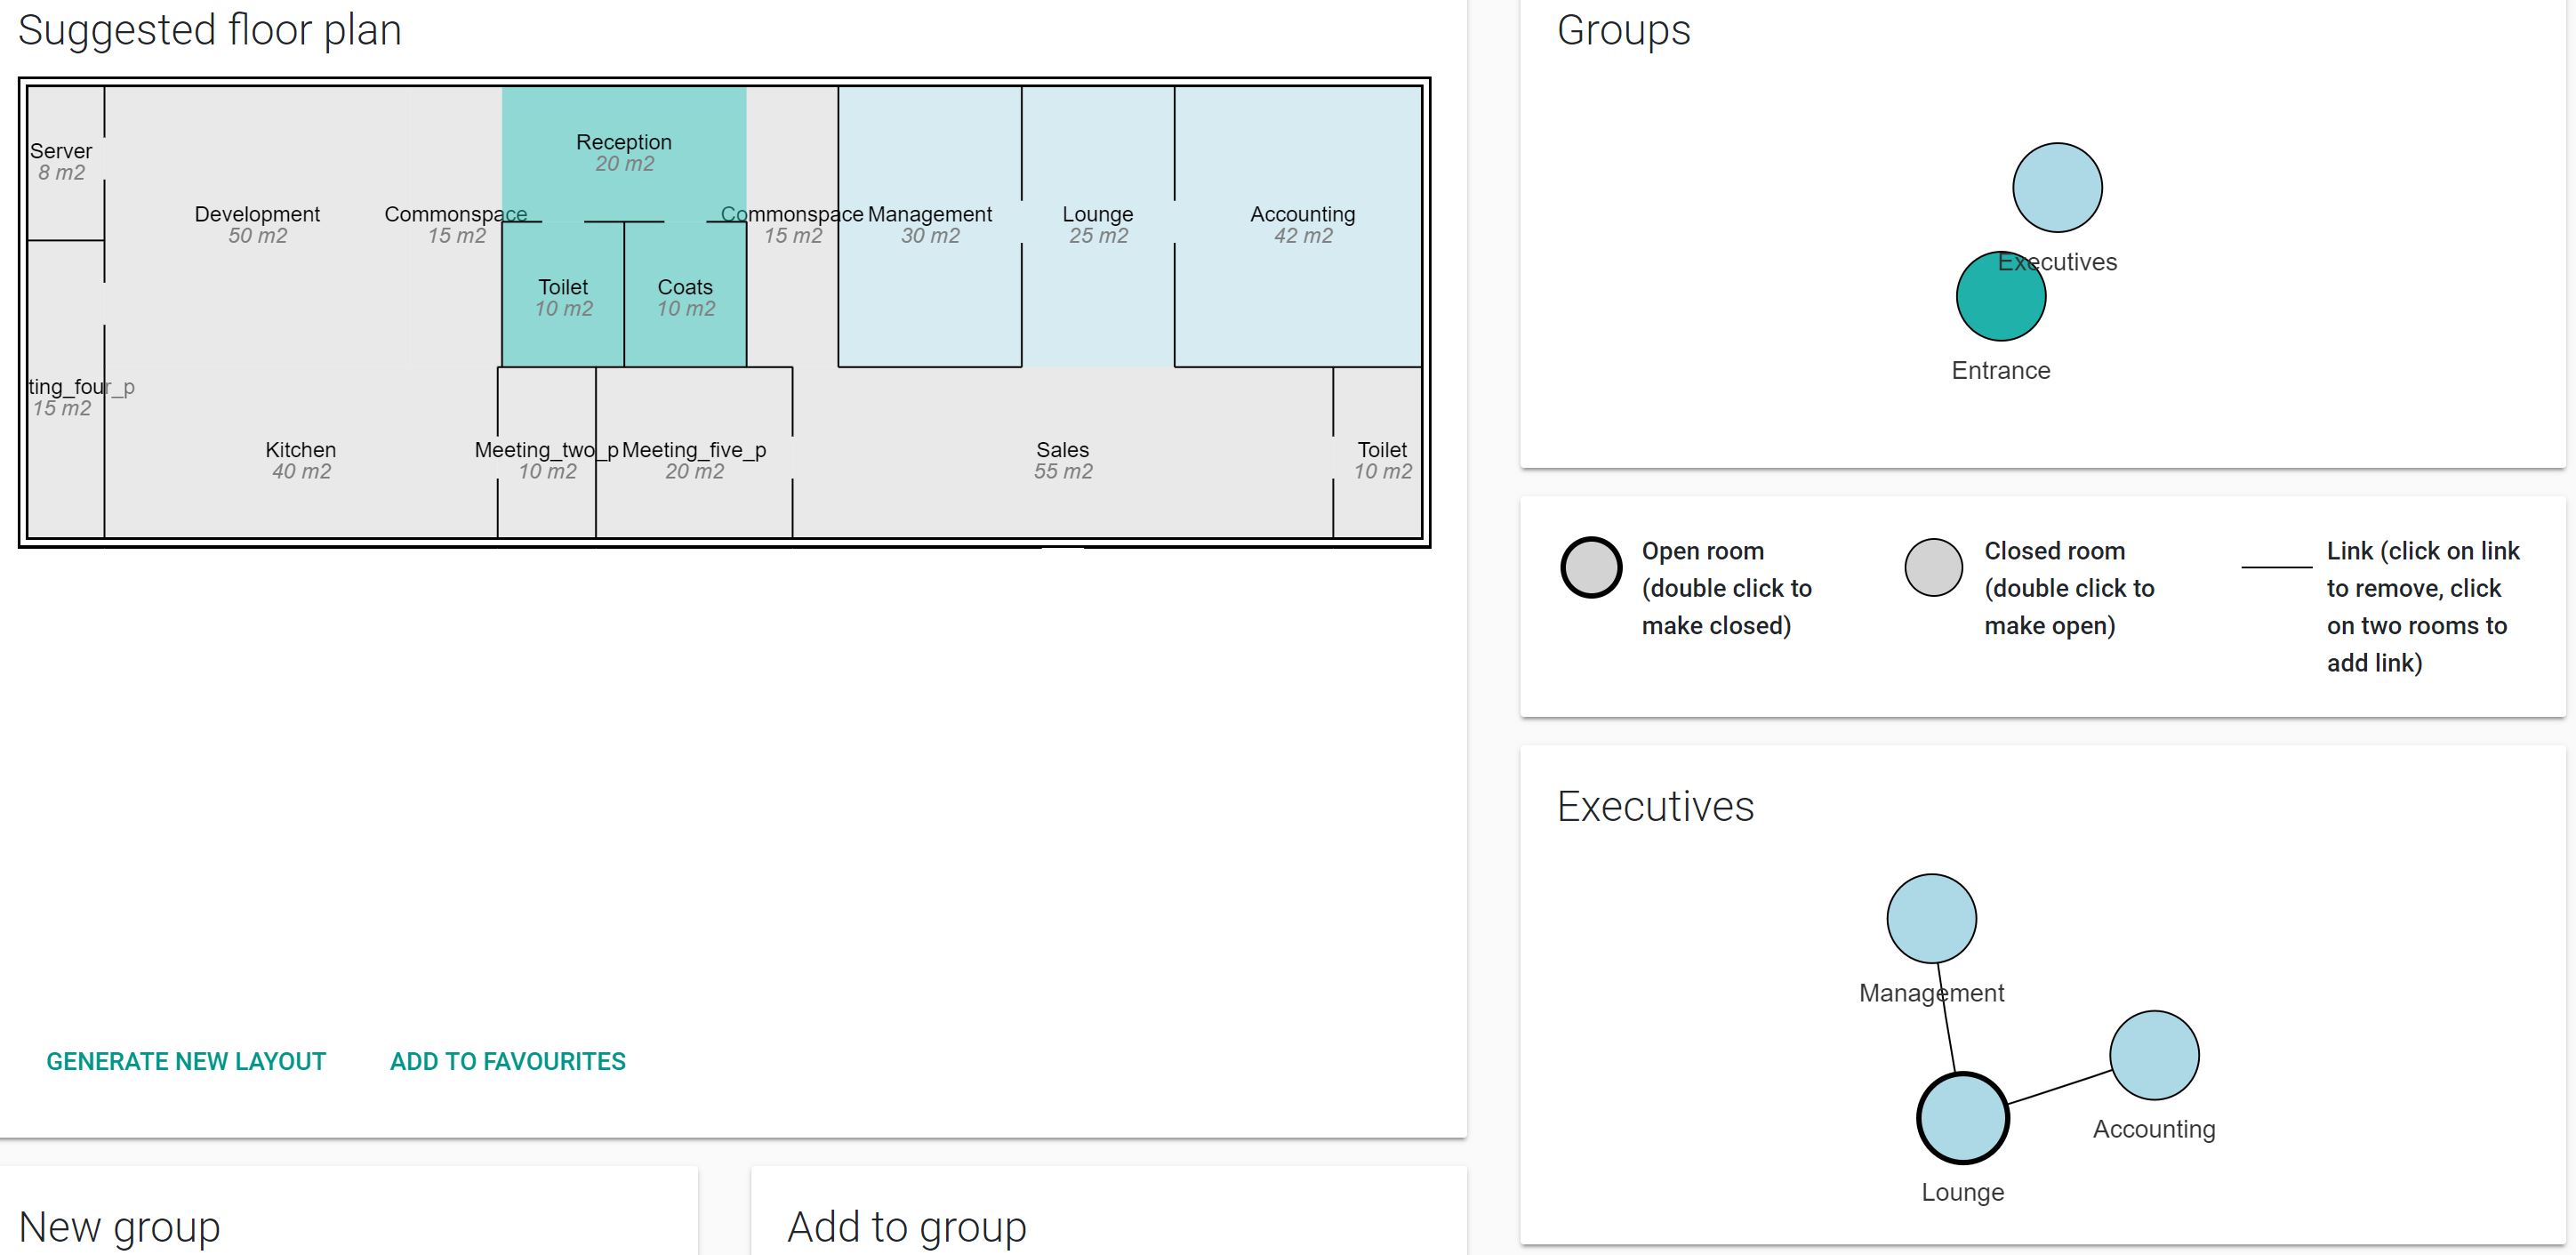 Suggested floor plan
Server
8 m2
Development
50 m2
Commonspace
15 m2
Reception
20 m2
Commonspace
15 m2
Management
30 m2
Lounge
25 m2
Accounting
42 m2
Toilet
10 m2
Coats
10 m2
ting_four_p
15 m2
Kitchen
40 m2
Meeting_two_p
10 m2
Meeting_five_p
20 m2
Sales
55 m2
Toilet
10 m2
GENERATE NEW LAYOUT
ADD TO FAVOURITES
New group
Add to group
Groups
Executives
Entrance
Open room
(double click to
make closed)
Closed room
(double click to
make open)
Link (click on link
to remove, click
on two rooms to
add link)
Executives
Management
Accounting
Lounge